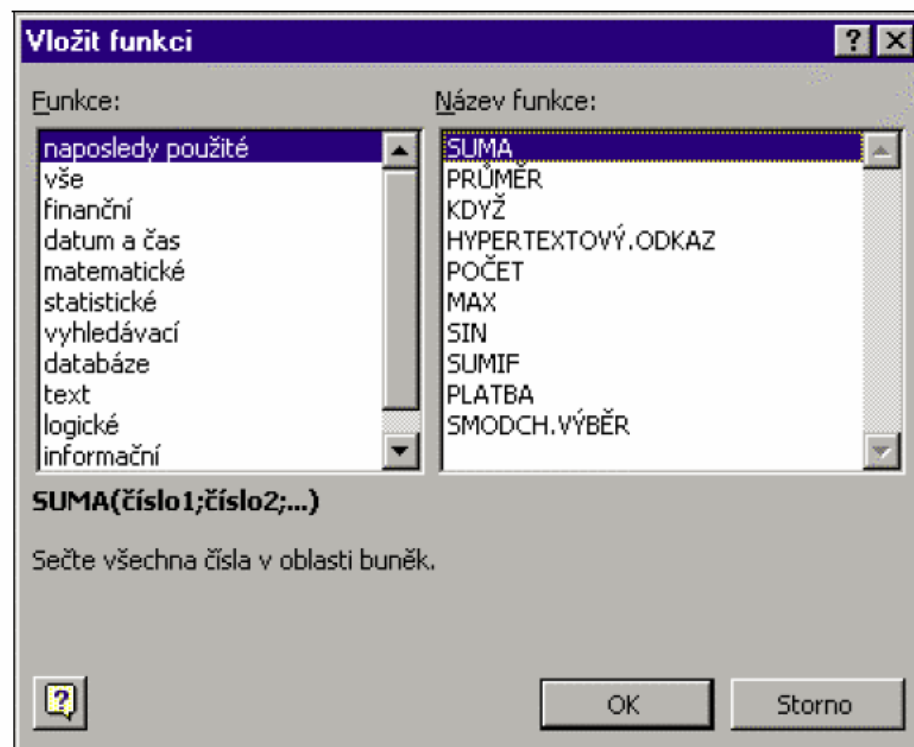 Vložit funkci
Funkce:
naposledy použité
vše
finanční
datum a čas
matematické
statistické
vyhledávací
databáze
text
logické
informační
Název funkce:
SUMA
PRŮMĚR
KDYŽ
HYPERTEXTOVÝ.ODKAZ
POČET
MAX
SIN
SUMIF
PLATBA
SMODCH.VÝBĚR
SUMA(číslo1;číslo2;...)
Sečte všechna čísla v oblasti buněk.
OK
Storno